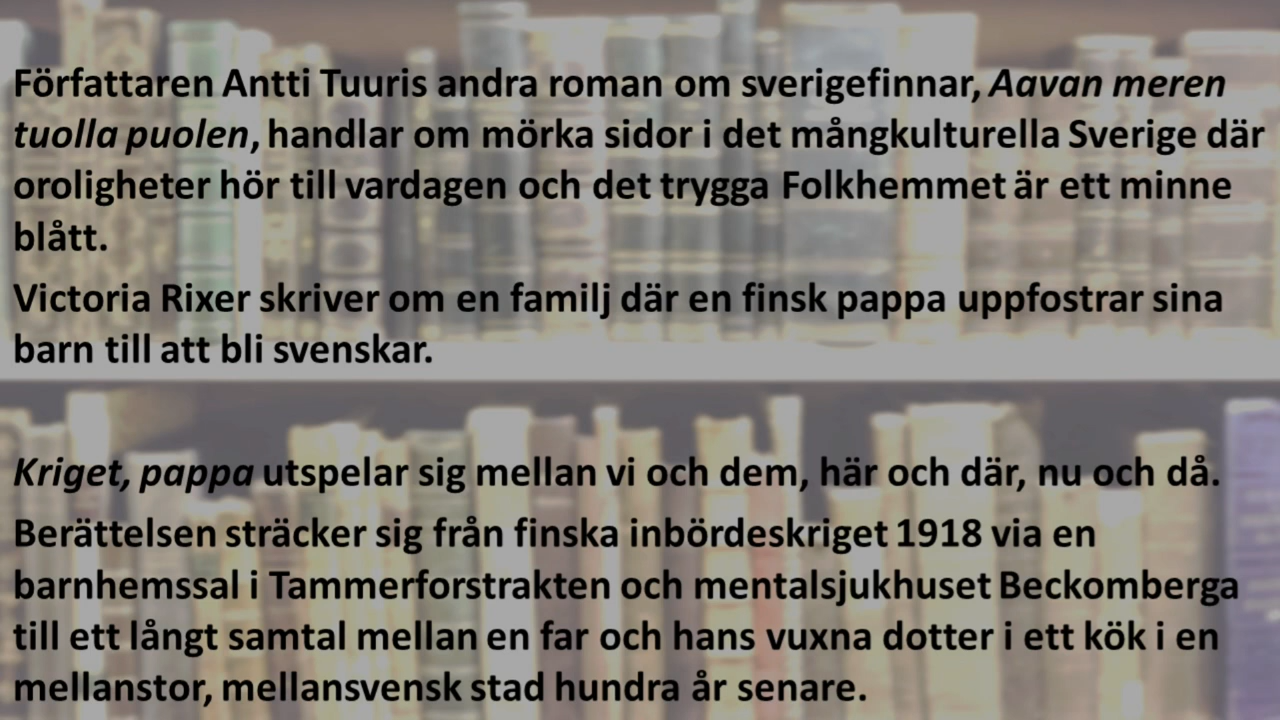 Författaren Antti Tuuris andra roman om sverigefinnar, Aavan meren
tuolla puolen, handlar om mörka sidor i det mångkulturella Sverige där
oroligheter hör till vardagen och det trygga Folkhemmet är ett minne
blått.
Victoria Rixer skriver om en familj där en finsk pappa uppfostrar sina
barn till att bli svenskar.
Kriget, pappa utspelar sig mellan vi och dem, här och där, nu och då.
Berättelsen sträcker sig från finska inbördeskriget 1918 via en
barnhemssal i Tammerforstrakten och mentalsjukhuset Beckomberga
till ett långt samtal mellan en far och hans vuxna dotter i ett kök i en
mellanstor, mellansvensk stad hundra år senare.